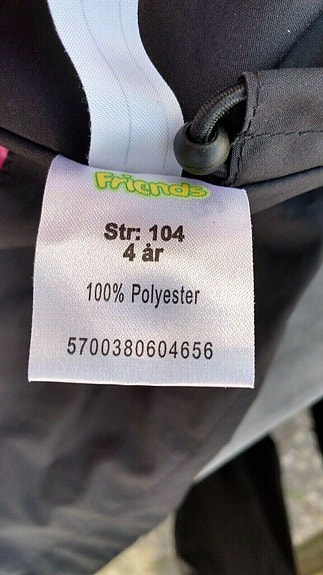 Friends
Str: 104
4 år
100% Polyester
5700380604656